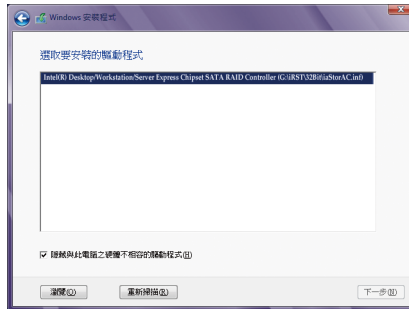 Windows 安裝程式
選取要安裝的驅動程式
Intel(R) Desktop/Workstation/Server Express Chipset SATA RAID Controller (G:\iRST\32Bit\iaStorAC.inf)
隱藏與此電腦之硬體不相容的驅動程式(H)
瀏覽(O)
重新掃描(R)
下一步(N)